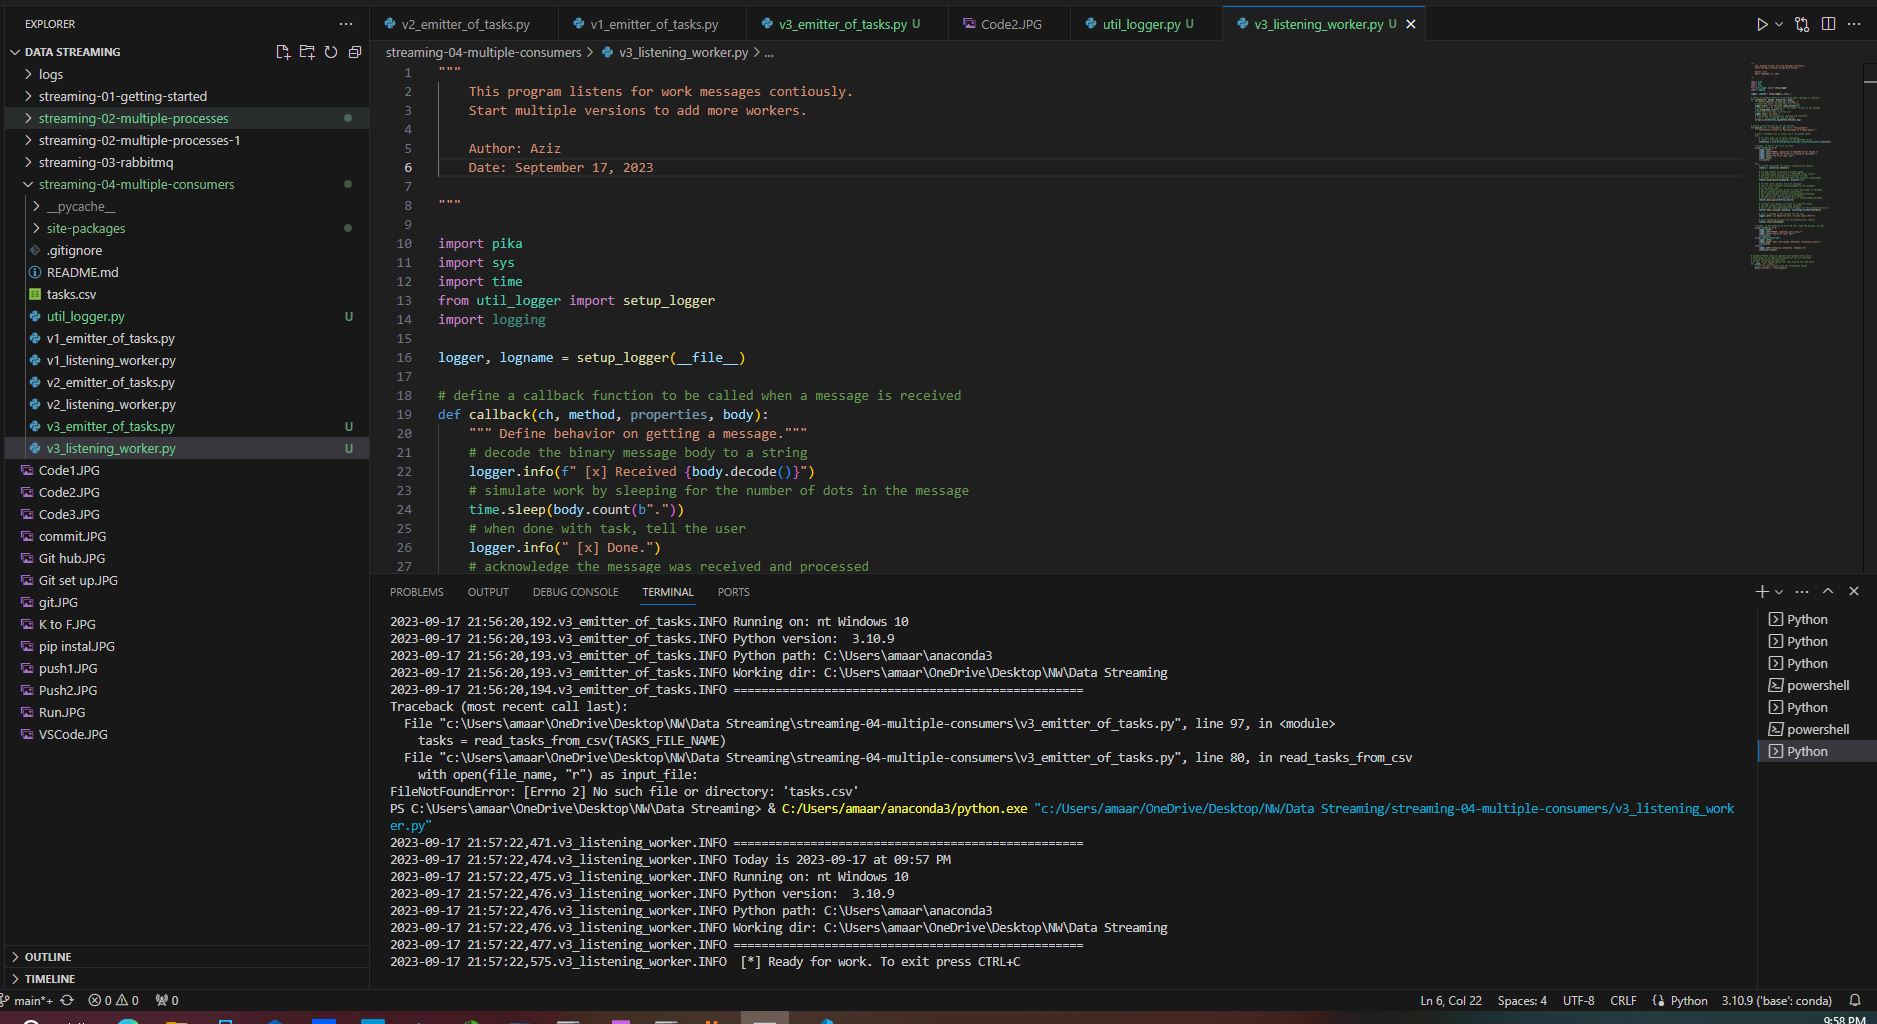 EXPLORER
DATA STREAMING
logs
streaming-01-getting-started
streaming-02-multiple-processes
streaming-02-multiple-processes-1
streaming-03-rabbitmq
streaming-04-multiple-consumers
__pycache__
site-packages
.gitignore
README.md
tasks.csv
util_logger.py U
v1_emitter_of_tasks.py
v1_listening_worker.py
v2_emitter_of_tasks.py
v2_listening_worker.py
v3_emitter_of_tasks.py U
v3_listening_worker.py U
Code1.JPG
Code2.JPG
Code3.JPG
commit.JPG
Git hub.JPG
Git set up.JPG
git.JPG
K to F.JPG
pip instal.JPG
push1.JPG
Push2.JPG
Run.JPG
VSCode.JPG
OUTLINE
TIMELINE
v2_emitter_of_tasks.py v1_emitter_of_tasks.py v3_emitter_of_tasks.py U Code2.JPG util_logger.py U v3_listening_worker.py U
streaming-04-multiple-consumers > v3_listening_worker.py > ...
1 """
2 This program listens for work messages contiously.
3 Start multiple versions to add more workers.
4
5 Author: Aziz
6 Date: September 17, 2023
7
8 """
9
10 import pika
11 import sys
12 import time
13 from util_logger import setup_logger
14 import logging
15
16 logger, logname = setup_logger(__file__)
17
18 # define a callback function to be called when a message is received
19 def callback(ch, method, properties, body):
20 """ Define behavior on getting a message."""
21 # decode the binary message body to a string
22 logger.info(f" [x] Received {body.decode()}")
23 # simulate work by sleeping for the number of dots in the message
24 time.sleep(body.count(b"."))
25 # when done with task, tell the user
26 logger.info(" [x] Done.")
27 # acknowledge the message was received and processed
PROBLEMS OUTPUT DEBUG CONSOLE TERMINAL PORTS
2023-09-17 21:56:20,192.v3_emitter_of_tasks.INFO Running on: nt Windows 10
2023-09-17 21:56:20,193.v3_emitter_of_tasks.INFO Python version:  3.10.9
2023-09-17 21:56:20,193.v3_emitter_of_tasks.INFO Python path: C:\Users\amaar\anaconda3
2023-09-17 21:56:20,193.v3_emitter_of_tasks.INFO Working dir: C:\Users\amaar\OneDrive\Desktop\NW\Data Streaming
2023-09-17 21:56:20,194.v3_emitter_of_tasks.INFO ==================================================
Traceback (most recent call last):
File "c:\Users\amaar\OneDrive\Desktop\NW\Data Streaming\streaming-04-multiple-consumers\v3_emitter_of_tasks.py", line 97, in <module>
tasks = read_tasks_from_csv(TASKS_FILE_NAME)
File "c:\Users\amaar\OneDrive\Desktop\NW\Data Streaming\streaming-04-multiple-consumers\v3_emitter_of_tasks.py", line 80, in read_tasks_from_csv
with open(file_name, "r") as input_file:
FileNotFoundError: [Errno 2] No such file or directory: 'tasks.csv'
PS C:\Users\amaar\OneDrive\Desktop\NW\Data Streaming> & C:/Users/amaar/anaconda3/python.exe "c:/Users/amaar/OneDrive/Desktop/NW/Data Streaming/streaming-04-multiple-consumers/v3_listening_work
er.py"
2023-09-17 21:57:22,471.v3_listening_worker.INFO ==================================================
2023-09-17 21:57:22,474.v3_listening_worker.INFO Today is 2023-09-17 at 09:57 PM
2023-09-17 21:57:22,475.v3_listening_worker.INFO Running on: nt Windows 10
2023-09-17 21:57:22,476.v3_listening_worker.INFO Python version:  3.10.9
2023-09-17 21:57:22,476.v3_listening_worker.INFO Python path: C:\Users\amaar\anaconda3
2023-09-17 21:57:22,476.v3_listening_worker.INFO Working dir: C:\Users\amaar\OneDrive\Desktop\NW\Data Streaming
2023-09-17 21:57:22,477.v3_listening_worker.INFO ==================================================
2023-09-17 21:57:22,575.v3_listening_worker.INFO  [*] Ready for work. To exit press CTRL+C
Python
Python
Python
powershell
Python
powershell
Python
main*+ 0 0 0 Ln 6, Col 22 Spaces: 4 UTF-8 CRLF Python 3.10.9 ('base': conda)
9:58 PM